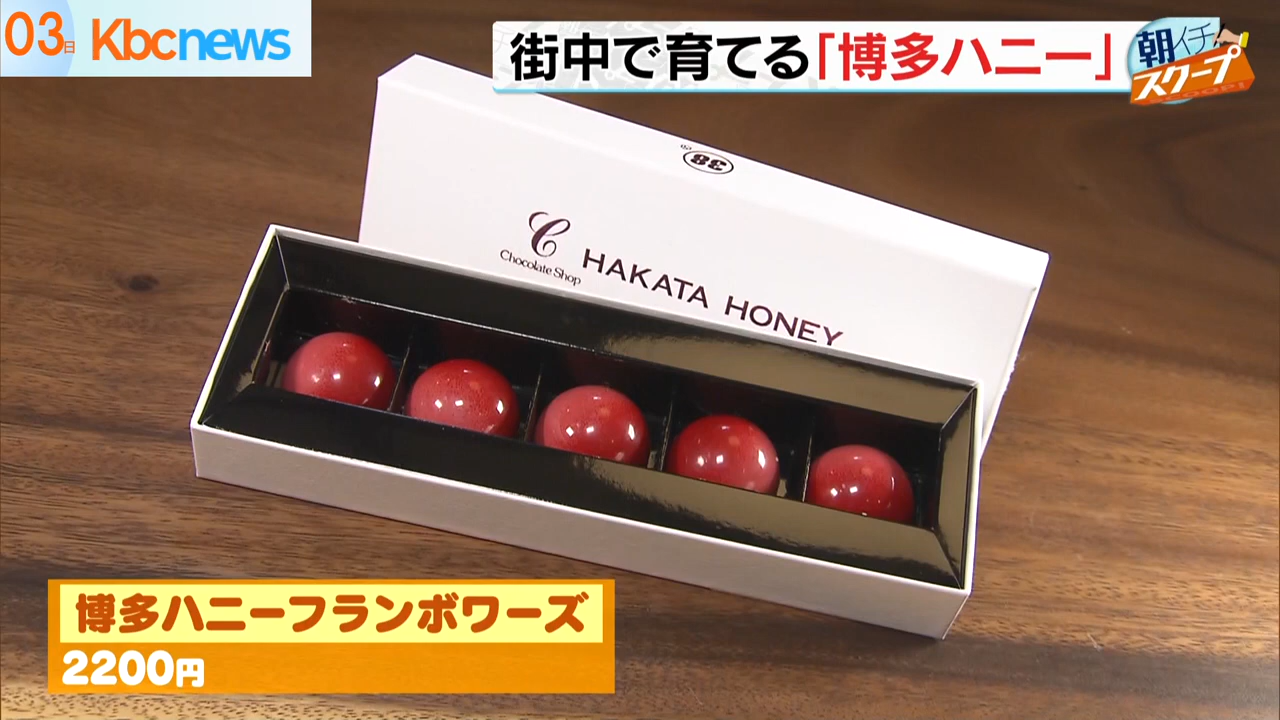 03日 Kbcnews
街中で育てる「博多ハニー」
朝イチ
スクープ
38
C
Chocolate Shop
HAKATA HONEY
博多ハニーフランボワーズ
2200円